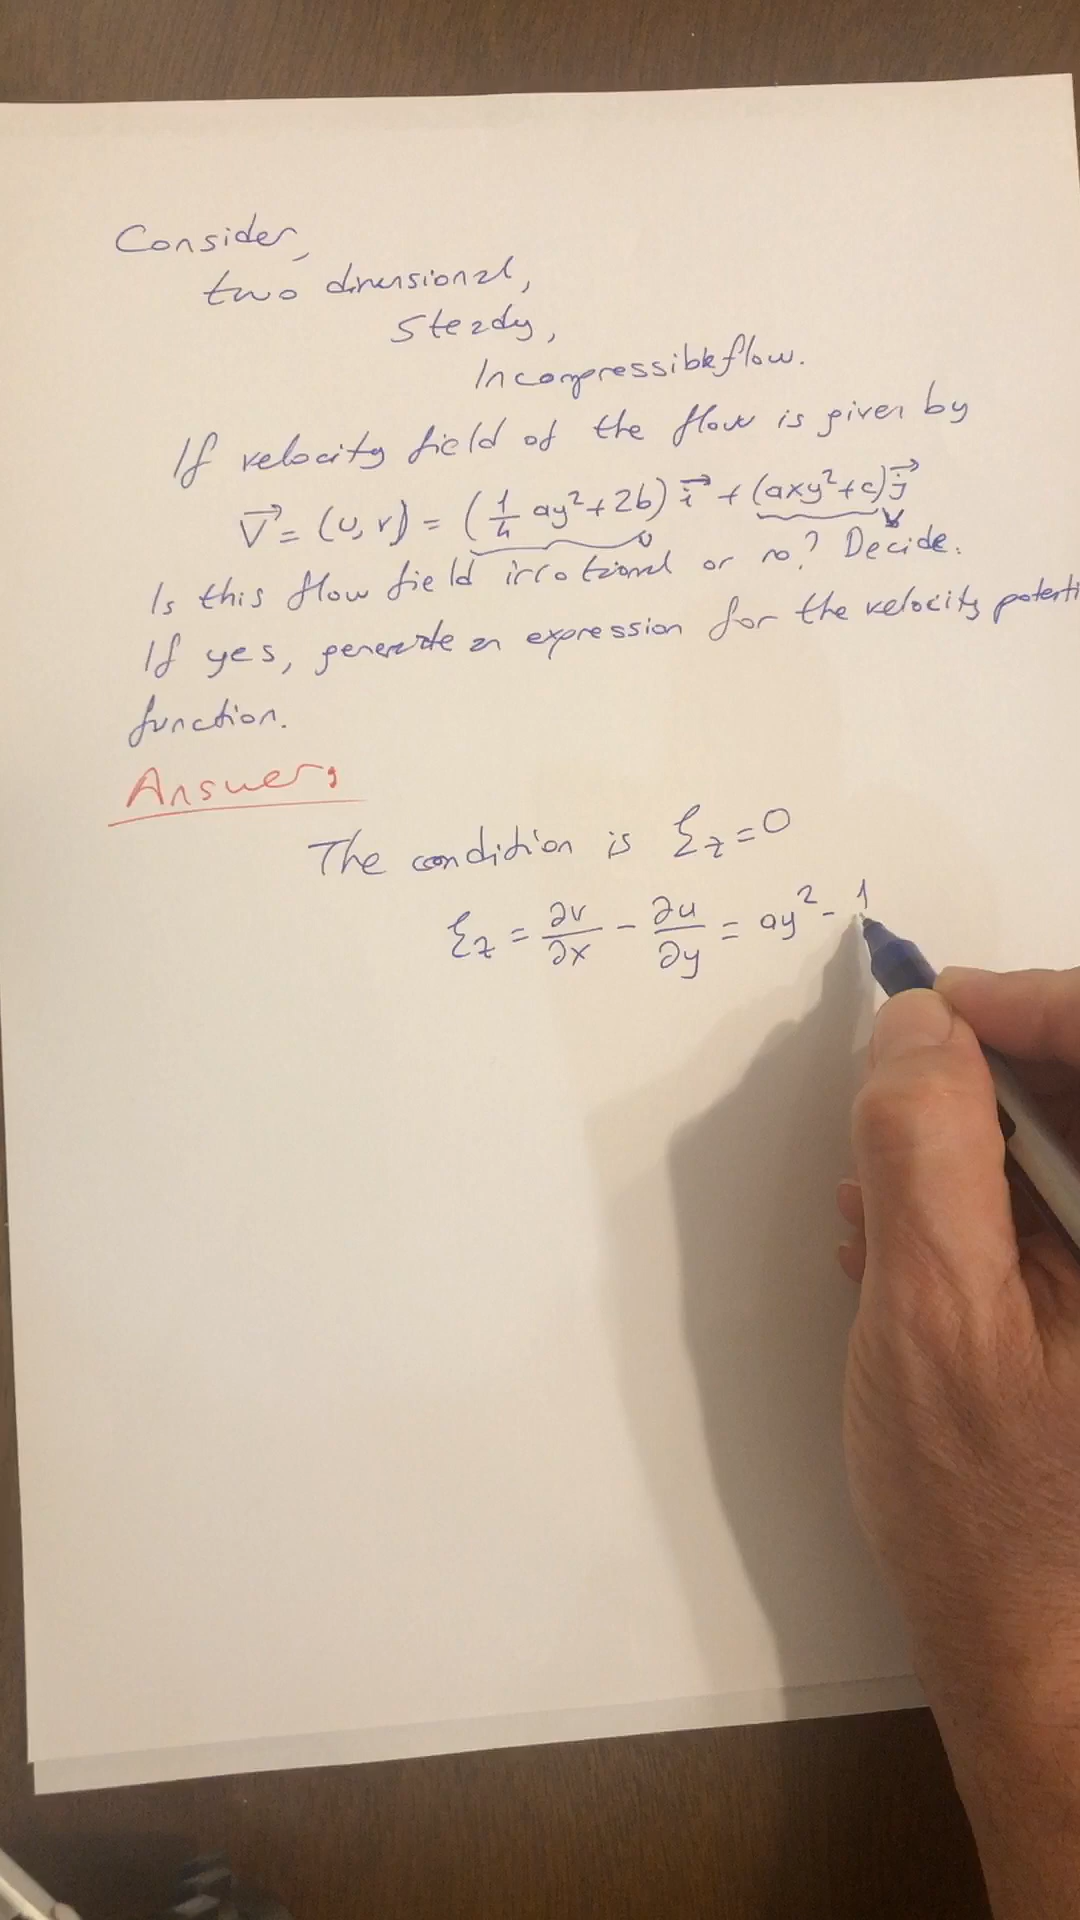 Consider,
two dimensional,
Steady,
Incompressible flow.
If velocity field of the flow is given by
V⃗ = (u, v) = (1/4 ay² + 2b) i⃗ + (axy² + c) j⃗
u v
Is this flow field irrotional or no? Decide.
If yes, generate an expression for the velocity potenti
function.
Answer,
The condition is ξz = 0
ξz = ∂v/∂x - ∂u/∂y = ay² - 1